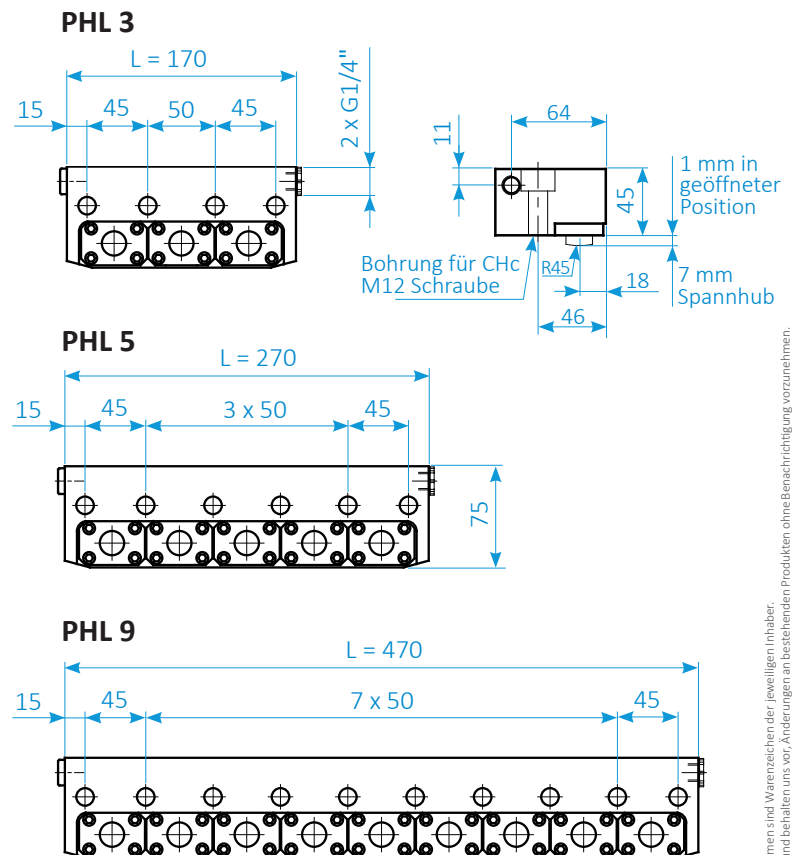 PHL 3
L = 170
15
45
50
45
2 x G1/4"
64
11
45
1 mm in
geöffneter
Position
Bohrung für CHc
M12 Schraube
R45
18
7 mm
Spannhub
46
PHL 5
L = 270
15
45
3 x 50
45
75
PHL 9
L = 470
15
45
7 x 50
45
men sind Warenzeichen der jeweiligen Inhaber.
nd behalten uns vor, Änderungen an bestehenden Produkten ohne Benachrichtigung vorzunehmen.